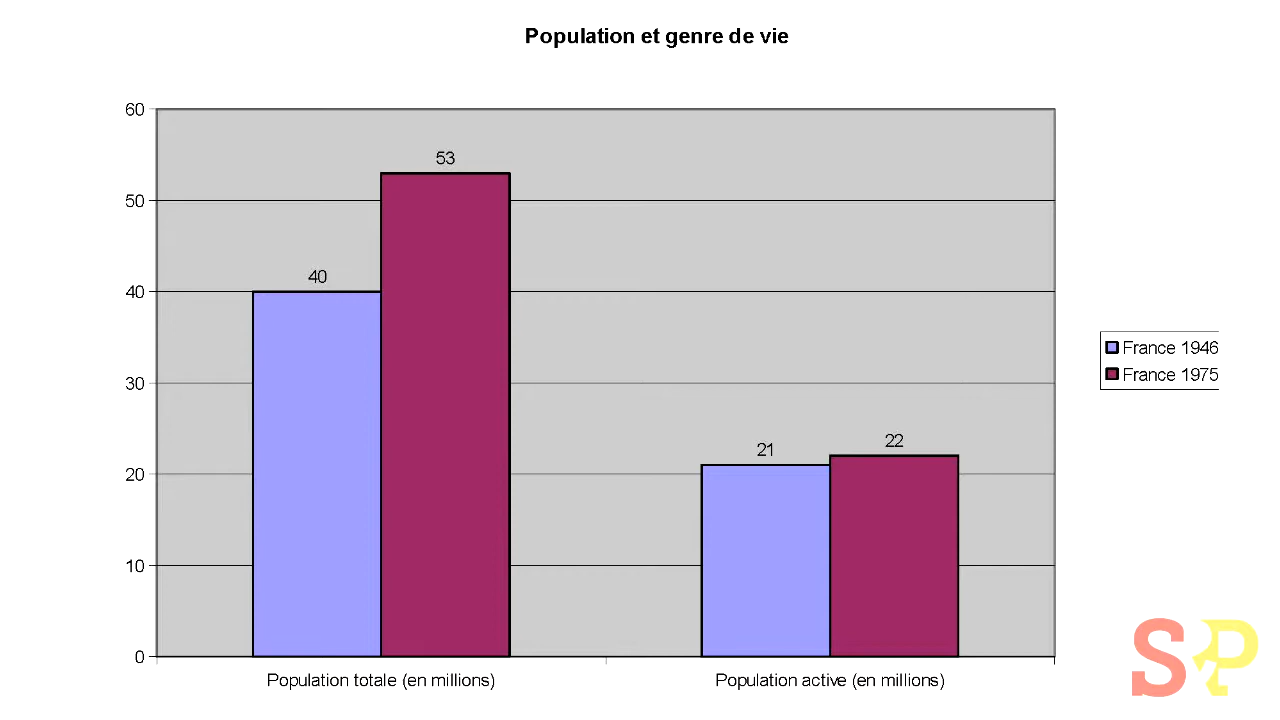 Population et genre de vie
60
50
40
30
20
10
0
53
40
21
22
Population totale (en millions)
Population active (en millions)
France 1946
France 1975
SP